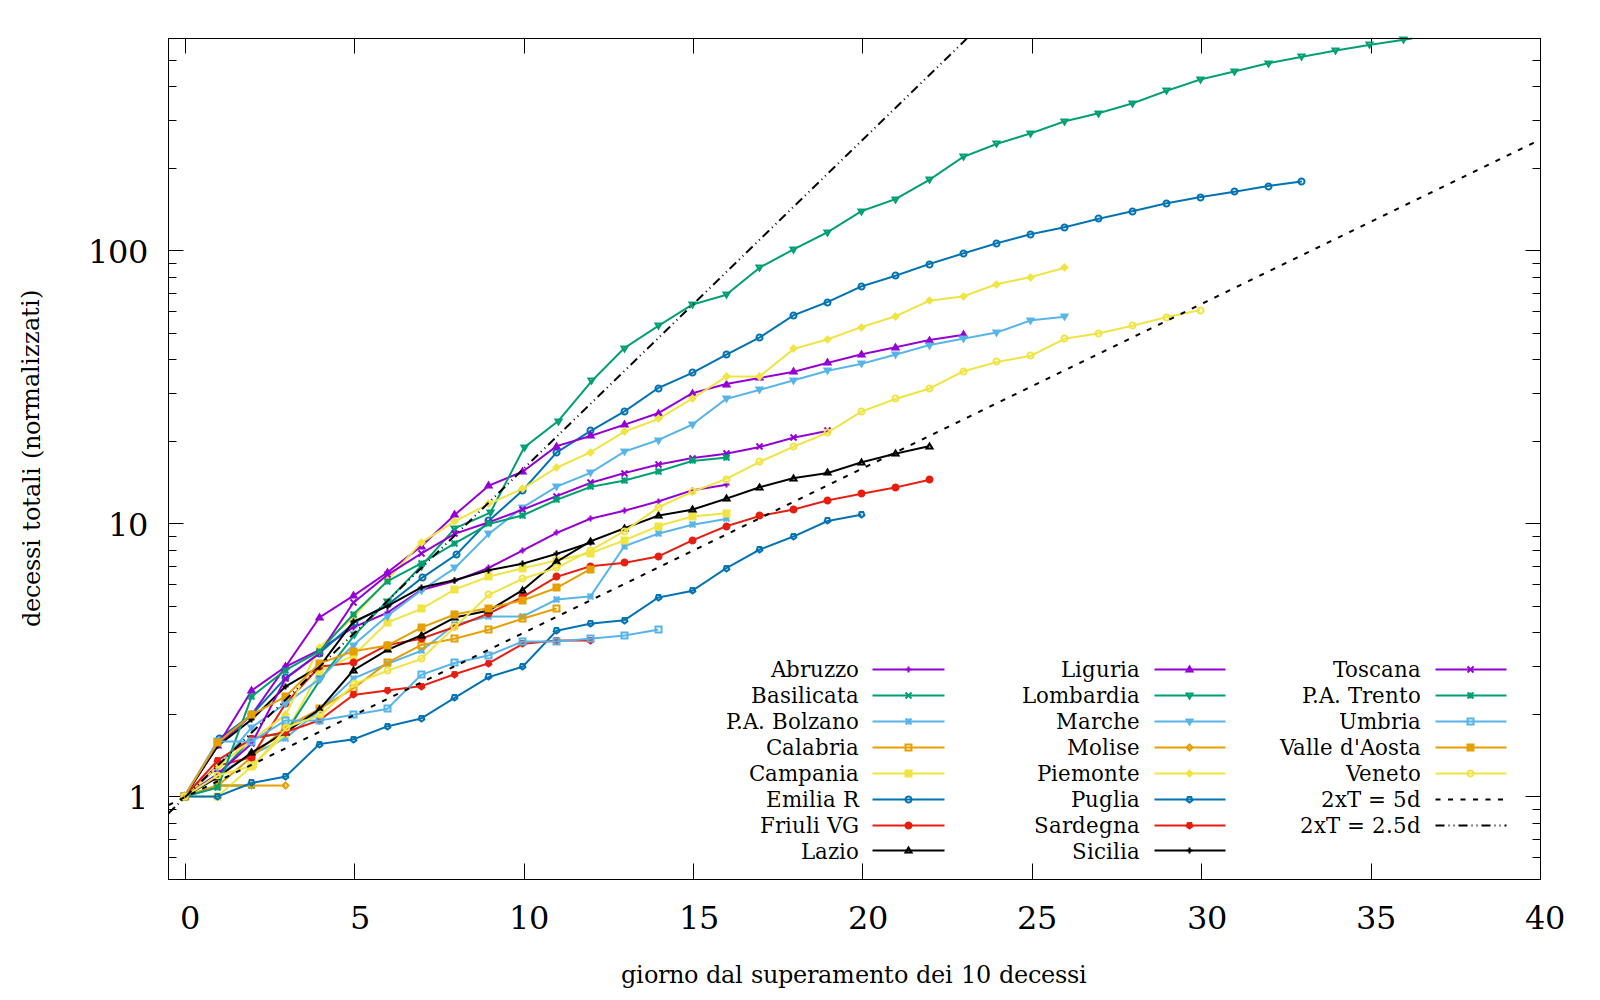 decessi totali (normalizzati)
100
10
1
Abruzzo
Basilicata
P.A. Bolzano
Calabria
Campania
Emilia R
Friuli VG
Lazio
Liguria
Lombardia
Marche
Molise
Piemonte
Puglia
Sardegna
Sicilia
Toscana
P.A. Trento
Umbria
Valle d'Aosta
Veneto
2xT = 5d
2xT = 2.5d
0 5 10 15 20 25 30 35 40
giorno dal superamento dei 10 decessi